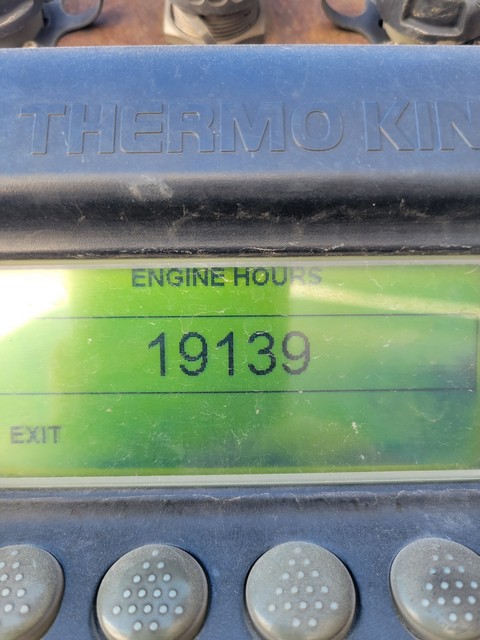 THERMO KIN
ENGINE HOURS
19139
EXIT